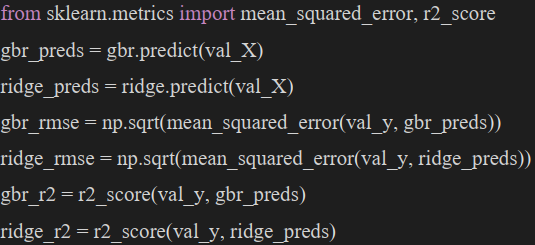 from sklearn.metrics import mean_squared_error, r2_score
gbr_preds = gbr.predict(val_X)
ridge_preds = ridge.predict(val_X)
gbr_rmse = np.sqrt(mean_squared_error(val_y, gbr_preds))
ridge_rmse = np.sqrt(mean_squared_error(val_y, ridge_preds))
gbr_r2 = r2_score(val_y, gbr_preds)
ridge_r2 = r2_score(val_y, ridge_preds)